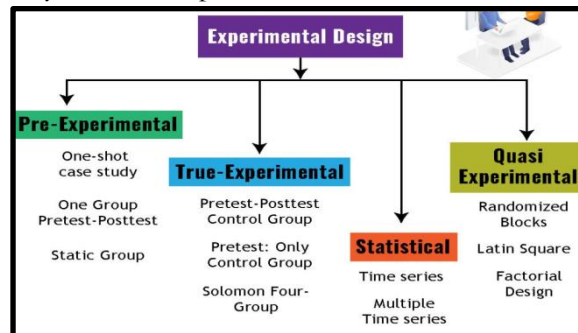 Experimental Design
Pre-Experimental
One-shot
case study
One Group
Pretest-Posttest
Static Group
True-Experimental
Pretest-Posttest
Control Group
Pretest: Only
Control Group
Solomon Four-
Group
Statistical
Time series
Multiple
Time series
Quasi
Experimental
Randomized
Blocks
Latin Square
Factorial
Design